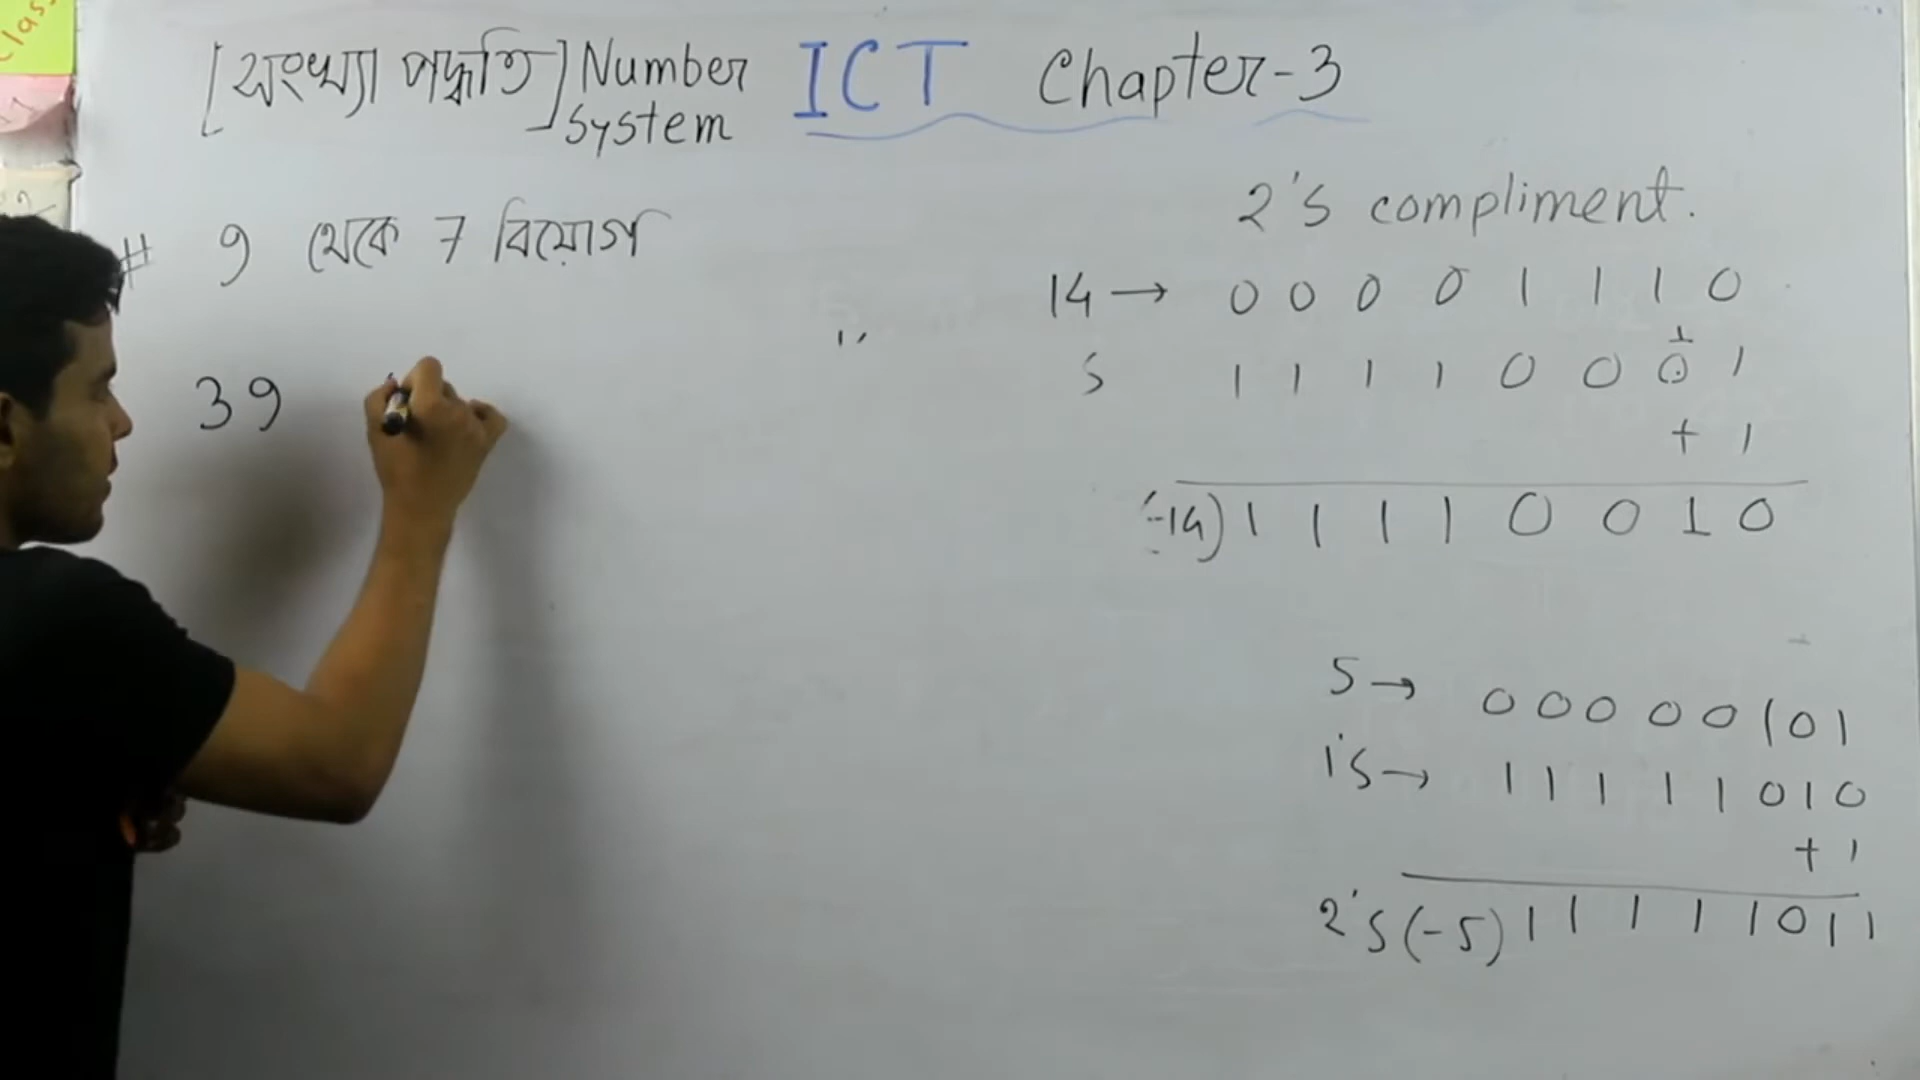 Clas
[সংখ্যা পদ্ধতি] Number System ICT Chapter-3
# 9 থেকে 7 বিয়োগ
39
2's compliment.
14 → 0 0 0 0 1 1 1 0
1
S 1 1 1 1 0 0 0 1
+ 1
(-14) 1 1 1 1 0 0 1 0
5 → 0 0 0 0 0 1 0 1
1's → 1 1 1 1 1 0 1 0
+ 1
2's (-5) 1 1 1 1 1 0 1 1